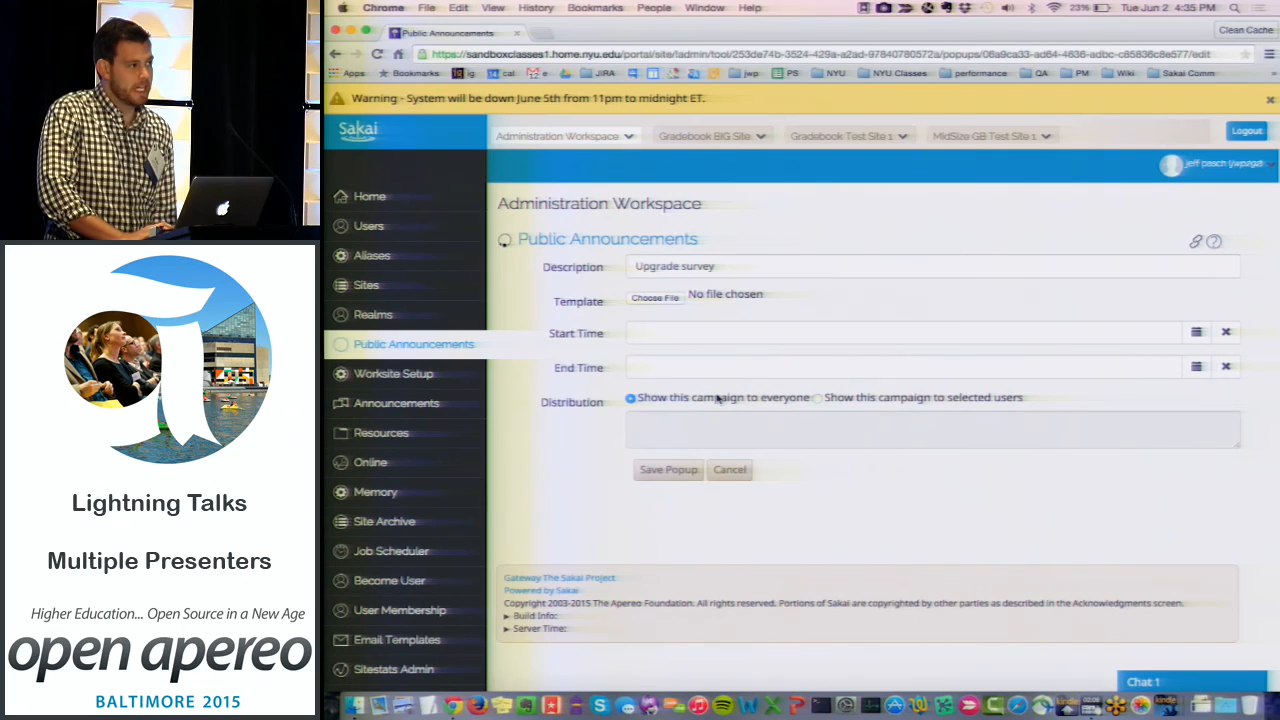 Chrome File Edit View History Bookmarks People Window Help 23% Tue Jun 2 4:35 PM
Public Announcements
Clean Cache
Apps Bookmarks ig cal e JIRA jwp PS NYU NYU Classes performance QA PM Wiki Sakai Comm
Warning - System will be down June 5th from 11pm to midnight ET.
Sakai
Administration Workspace Gradebook BIG Site Gradebook Test Site 1 MidSize GB Test Site 1 Logout
jeff pasch
Home
Users
Aliases
Sites
Realms
Public Announcements
Worksite Setup
Announcements
Resources
Online
Memory
Site Archive
Job Scheduler
Become User
User Membership
Email Templates
Sitestats Admin
Administration Workspace
Public Announcements
Description Upgrade survey
Template Choose File No file chosen
Start Time
End Time
Distribution Show this campaign to everyone Show this campaign to selected users
Save Popup Cancel
Gateway The Sakai Project
Powered by Sakai
Copyright 2003-2015 The Apereo Foundation. All rights reserved. Portions of Sakai are copyrighted by other parties as described in the Acknowledgments screen.
Build Info:
Server Time:
Chat 1
Lightning Talks
Multiple Presenters
Higher Education... Open Source in a New Age
open apereo
BALTIMORE 2015